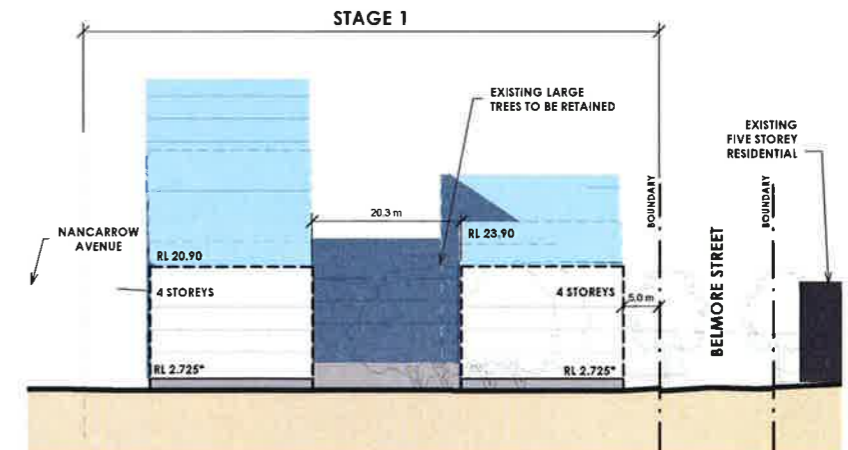 STAGE 1
EXISTING LARGE
TREES TO BE RETAINED
EXISTING
FIVE STOREY
RESIDENTIAL
BOUNDARY
BOUNDARY
20.3 m
NANCARROW
AVENUE
RL 23.90
RL 20.90
4 STOREYS
4 STOREYS
5.0 m
BELMORE STREET
RL 2.725*
RL 2.725*